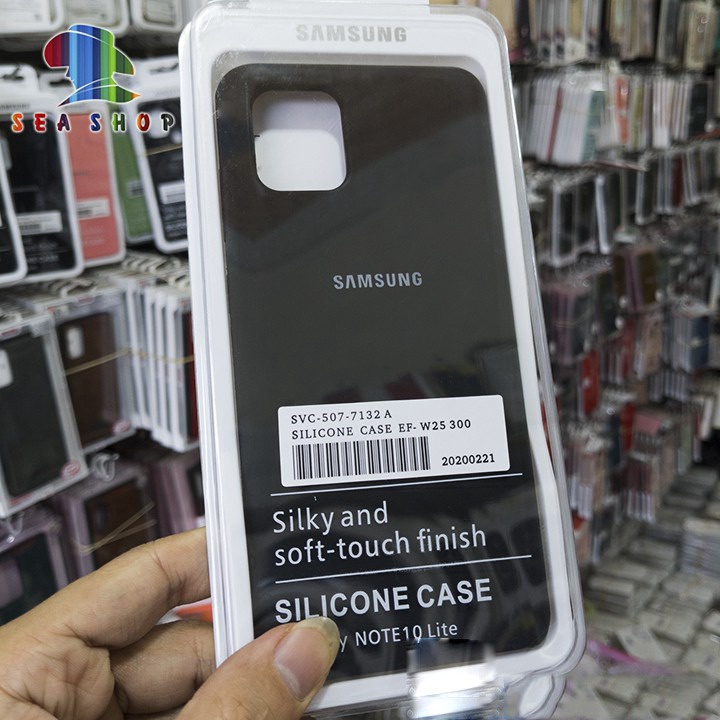 SAMSUNG
SEA SHOP
SAMSUNG
SVC-507-7132 A
SILICONE CASE EF- W25 300
20200221
Silky and
soft-touch finish
SILICONE CASE
y NOTE10 Lite